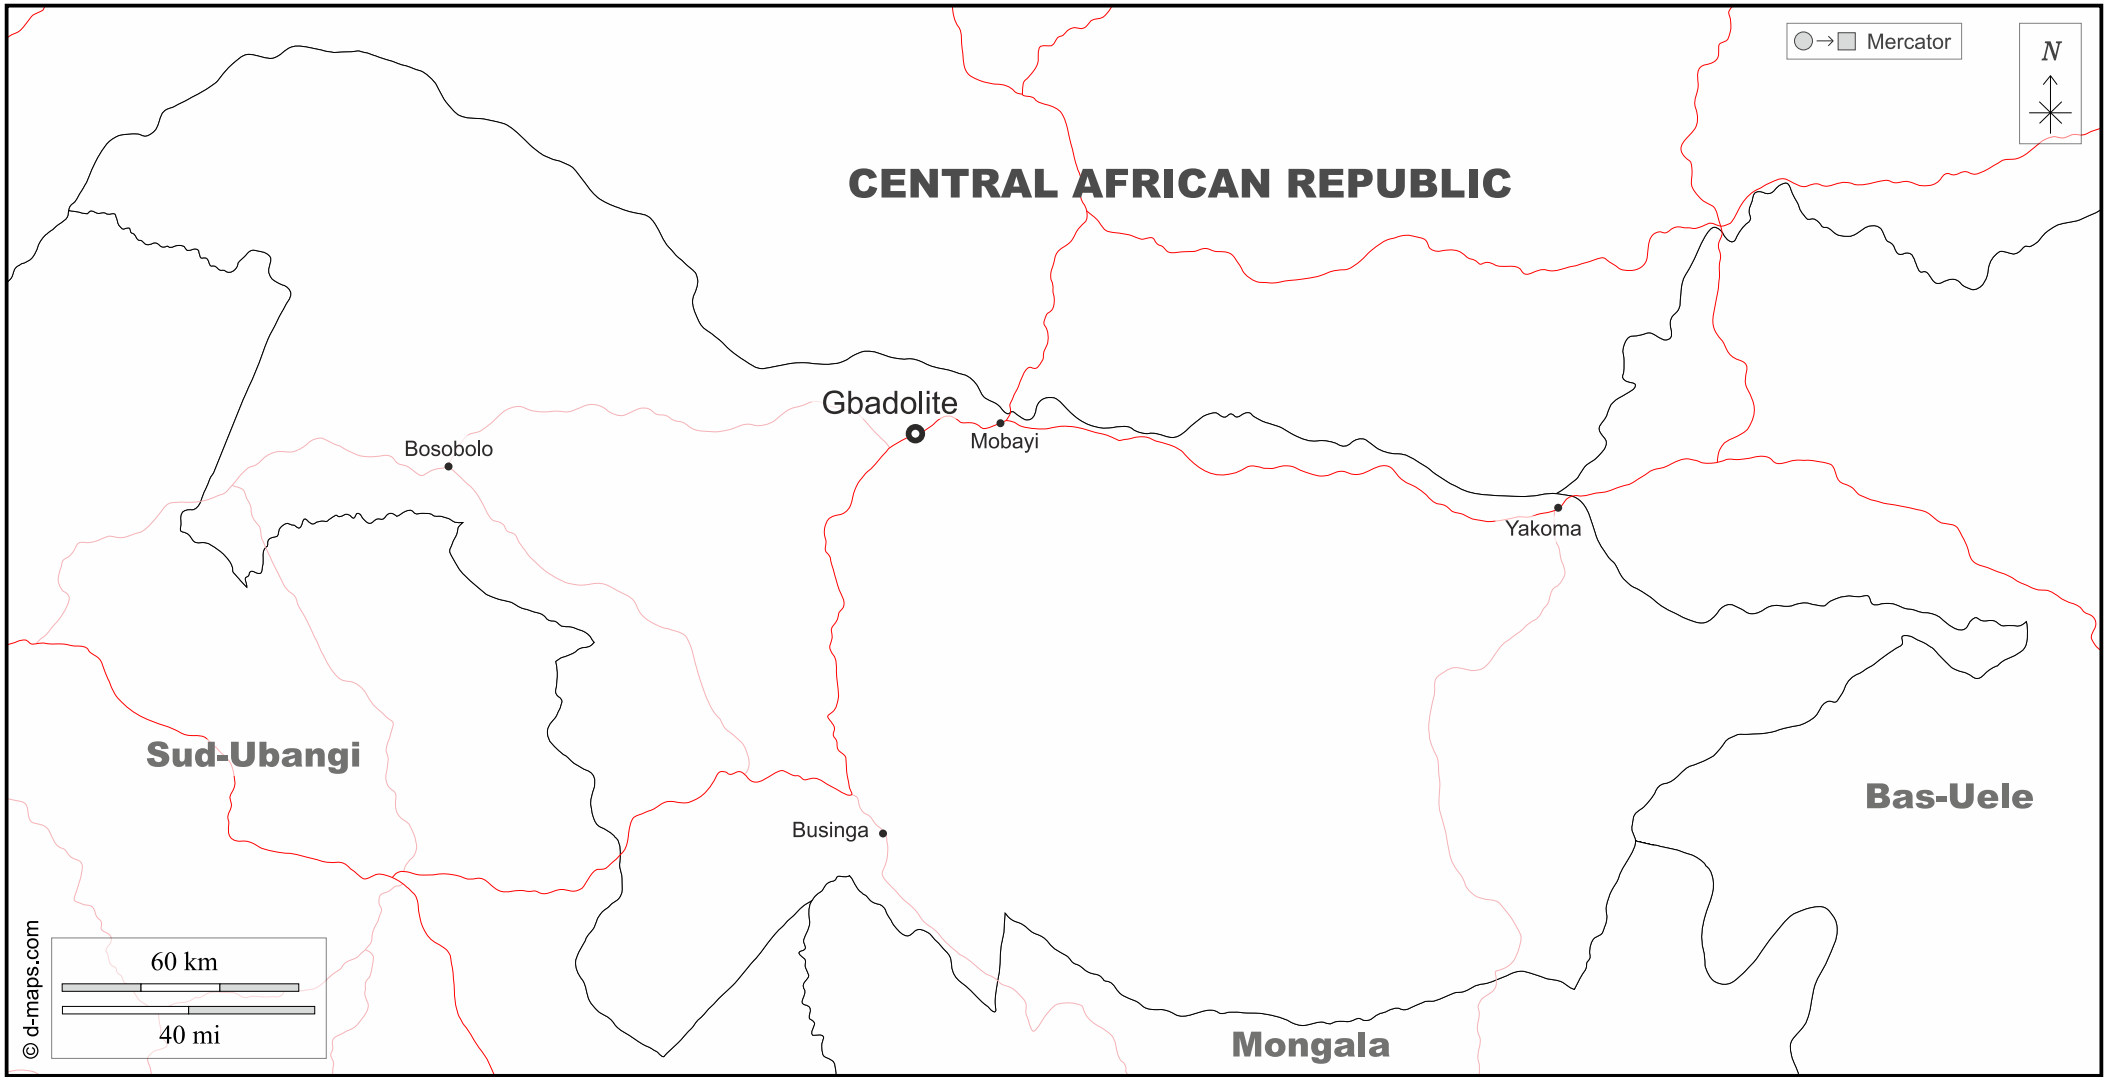 Mercator
N
CENTRAL AFRICAN REPUBLIC
Gbadolite
Mobayi
Bosobolo
Yakoma
Sud-Ubangi
Bas-Uele
Businga
Mongala
60 km
40 mi
© d-maps.com